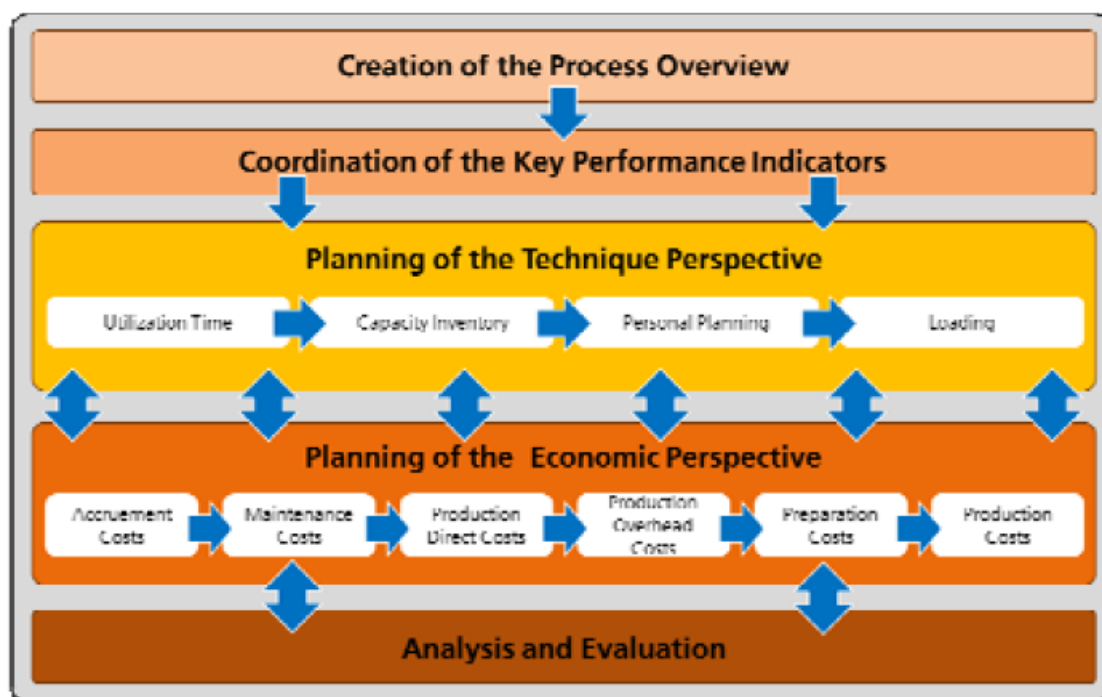 Creation of the Process Overview
Coordination of the Key Performance Indicators
Planning of the Technique Perspective
Utilization Time
Capacity Inventory
Personal Planning
Loading
Planning of the Economic Perspective
Accruement
Costs
Maintenance
Costs
Production
Direct Costs
Production
Overhead
Costs
Preparation
Costs
Production
Costs
Analysis and Evaluation